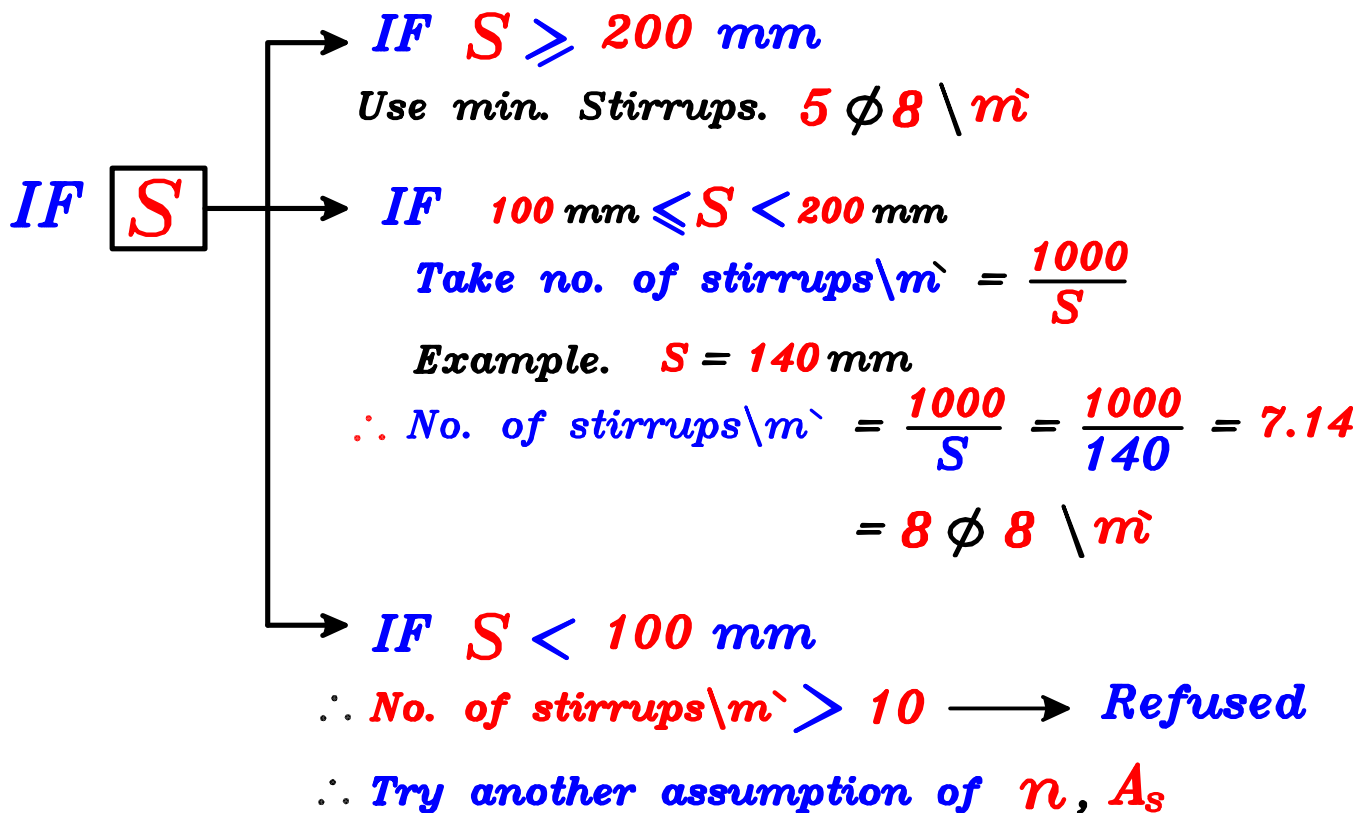 IF S ⩾ 200 mm
Use min. Stirrups. 5 ϕ 8 \ m`
IF S
IF 100 mm ⩽ S < 200 mm
Take no. of stirrups\m` = 1000 / S
Example. S = 140 mm
∴ No. of stirrups\m` = 1000 / S = 1000 / 140 = 7.14
= 8 ϕ 8 \ m`
IF S < 100 mm
∴ No. of stirrups\m` > 10 → Refused
∴ Try another assumption of n , As